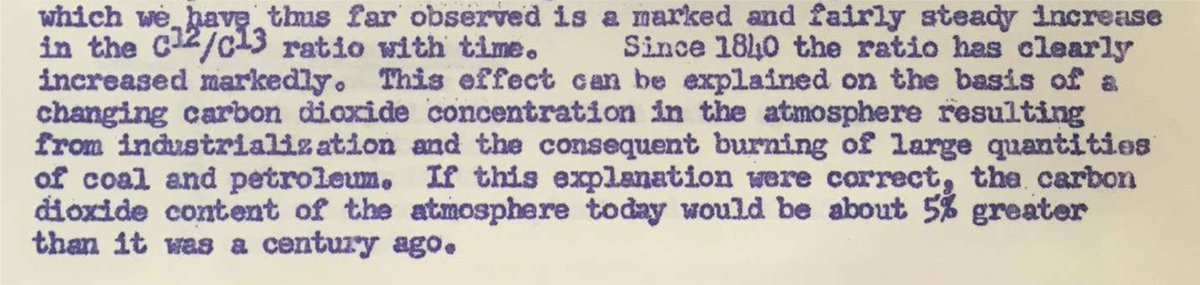 which we have thus far observed is a marked and fairly steady increase
in the C12/C13 ratio with time. Since 1840 the ratio has clearly
increased markedly. This effect can be explained on the basis of a
changing carbon dioxide concentration in the atmosphere resulting
from industrialization and the consequent burning of large quantities
of coal and petroleum. If this explanation were correct, the carbon
dioxide content of the atmosphere today would be about 5% greater
than it was a century ago.